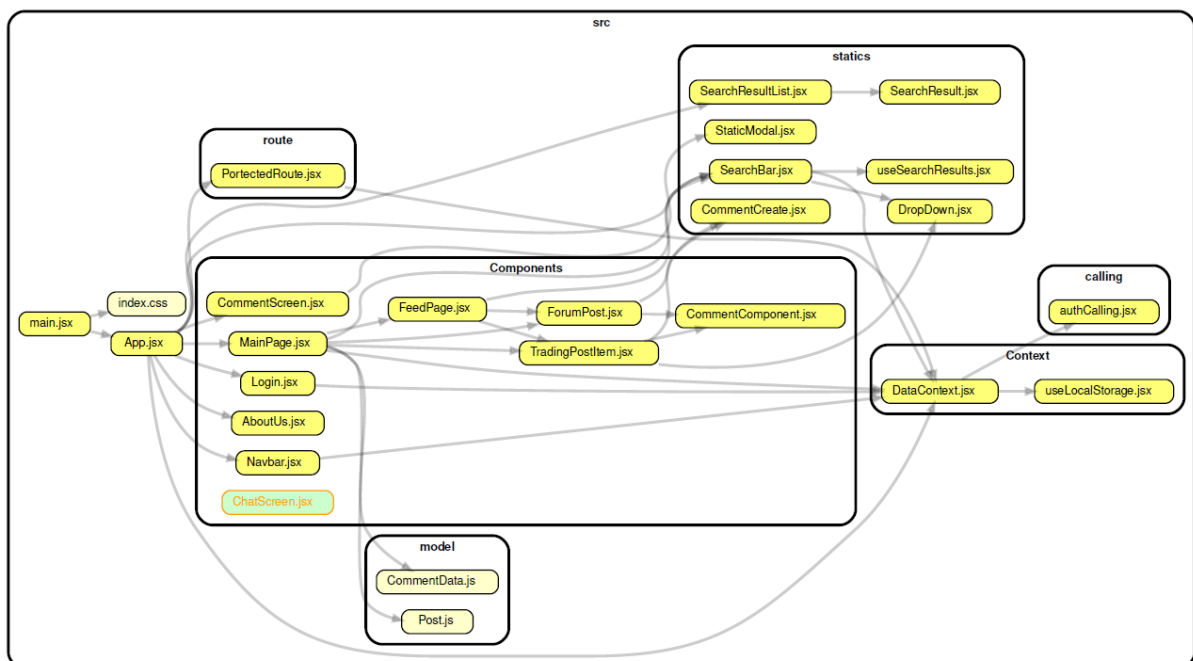 src
statics
SearchResultList.jsx
SearchResult.jsx
StaticModal.jsx
route
PortectedRoute.jsx
SearchBar.jsx
useSearchResults.jsx
CommentCreate.jsx
DropDown.jsx
Components
calling
index.css
CommentScreen.jsx
FeedPage.jsx
ForumPost.jsx
CommentComponent.jsx
authCalling.jsx
main.jsx
App.jsx
MainPage.jsx
TradingPostItem.jsx
Context
Login.jsx
DataContext.jsx
useLocalStorage.jsx
AboutUs.jsx
Navbar.jsx
ChatScreen.jsx
model
CommentData.js
Post.js